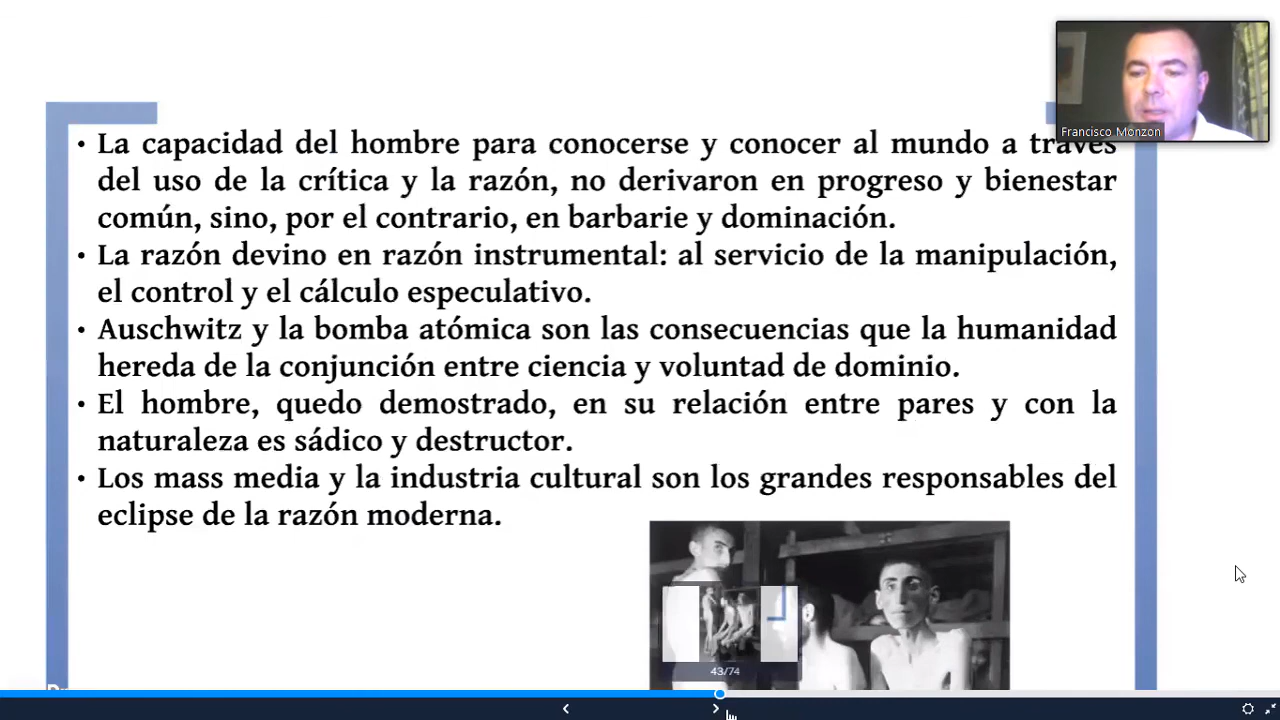 Francisco Monzon
• La capacidad del hombre para conocerse y conocer al mundo a través
del uso de la crítica y la razón, no derivaron en progreso y bienestar
común, sino, por el contrario, en barbarie y dominación.
• La razón devino en razón instrumental: al servicio de la manipulación,
el control y el cálculo especulativo.
• Auschwitz y la bomba atómica son las consecuencias que la humanidad
hereda de la conjunción entre ciencia y voluntad de dominio.
• El hombre, quedo demostrado, en su relación entre pares y con la
naturaleza es sádico y destructor.
• Los mass media y la industria cultural son los grandes responsables del
eclipse de la razón moderna.
43/74